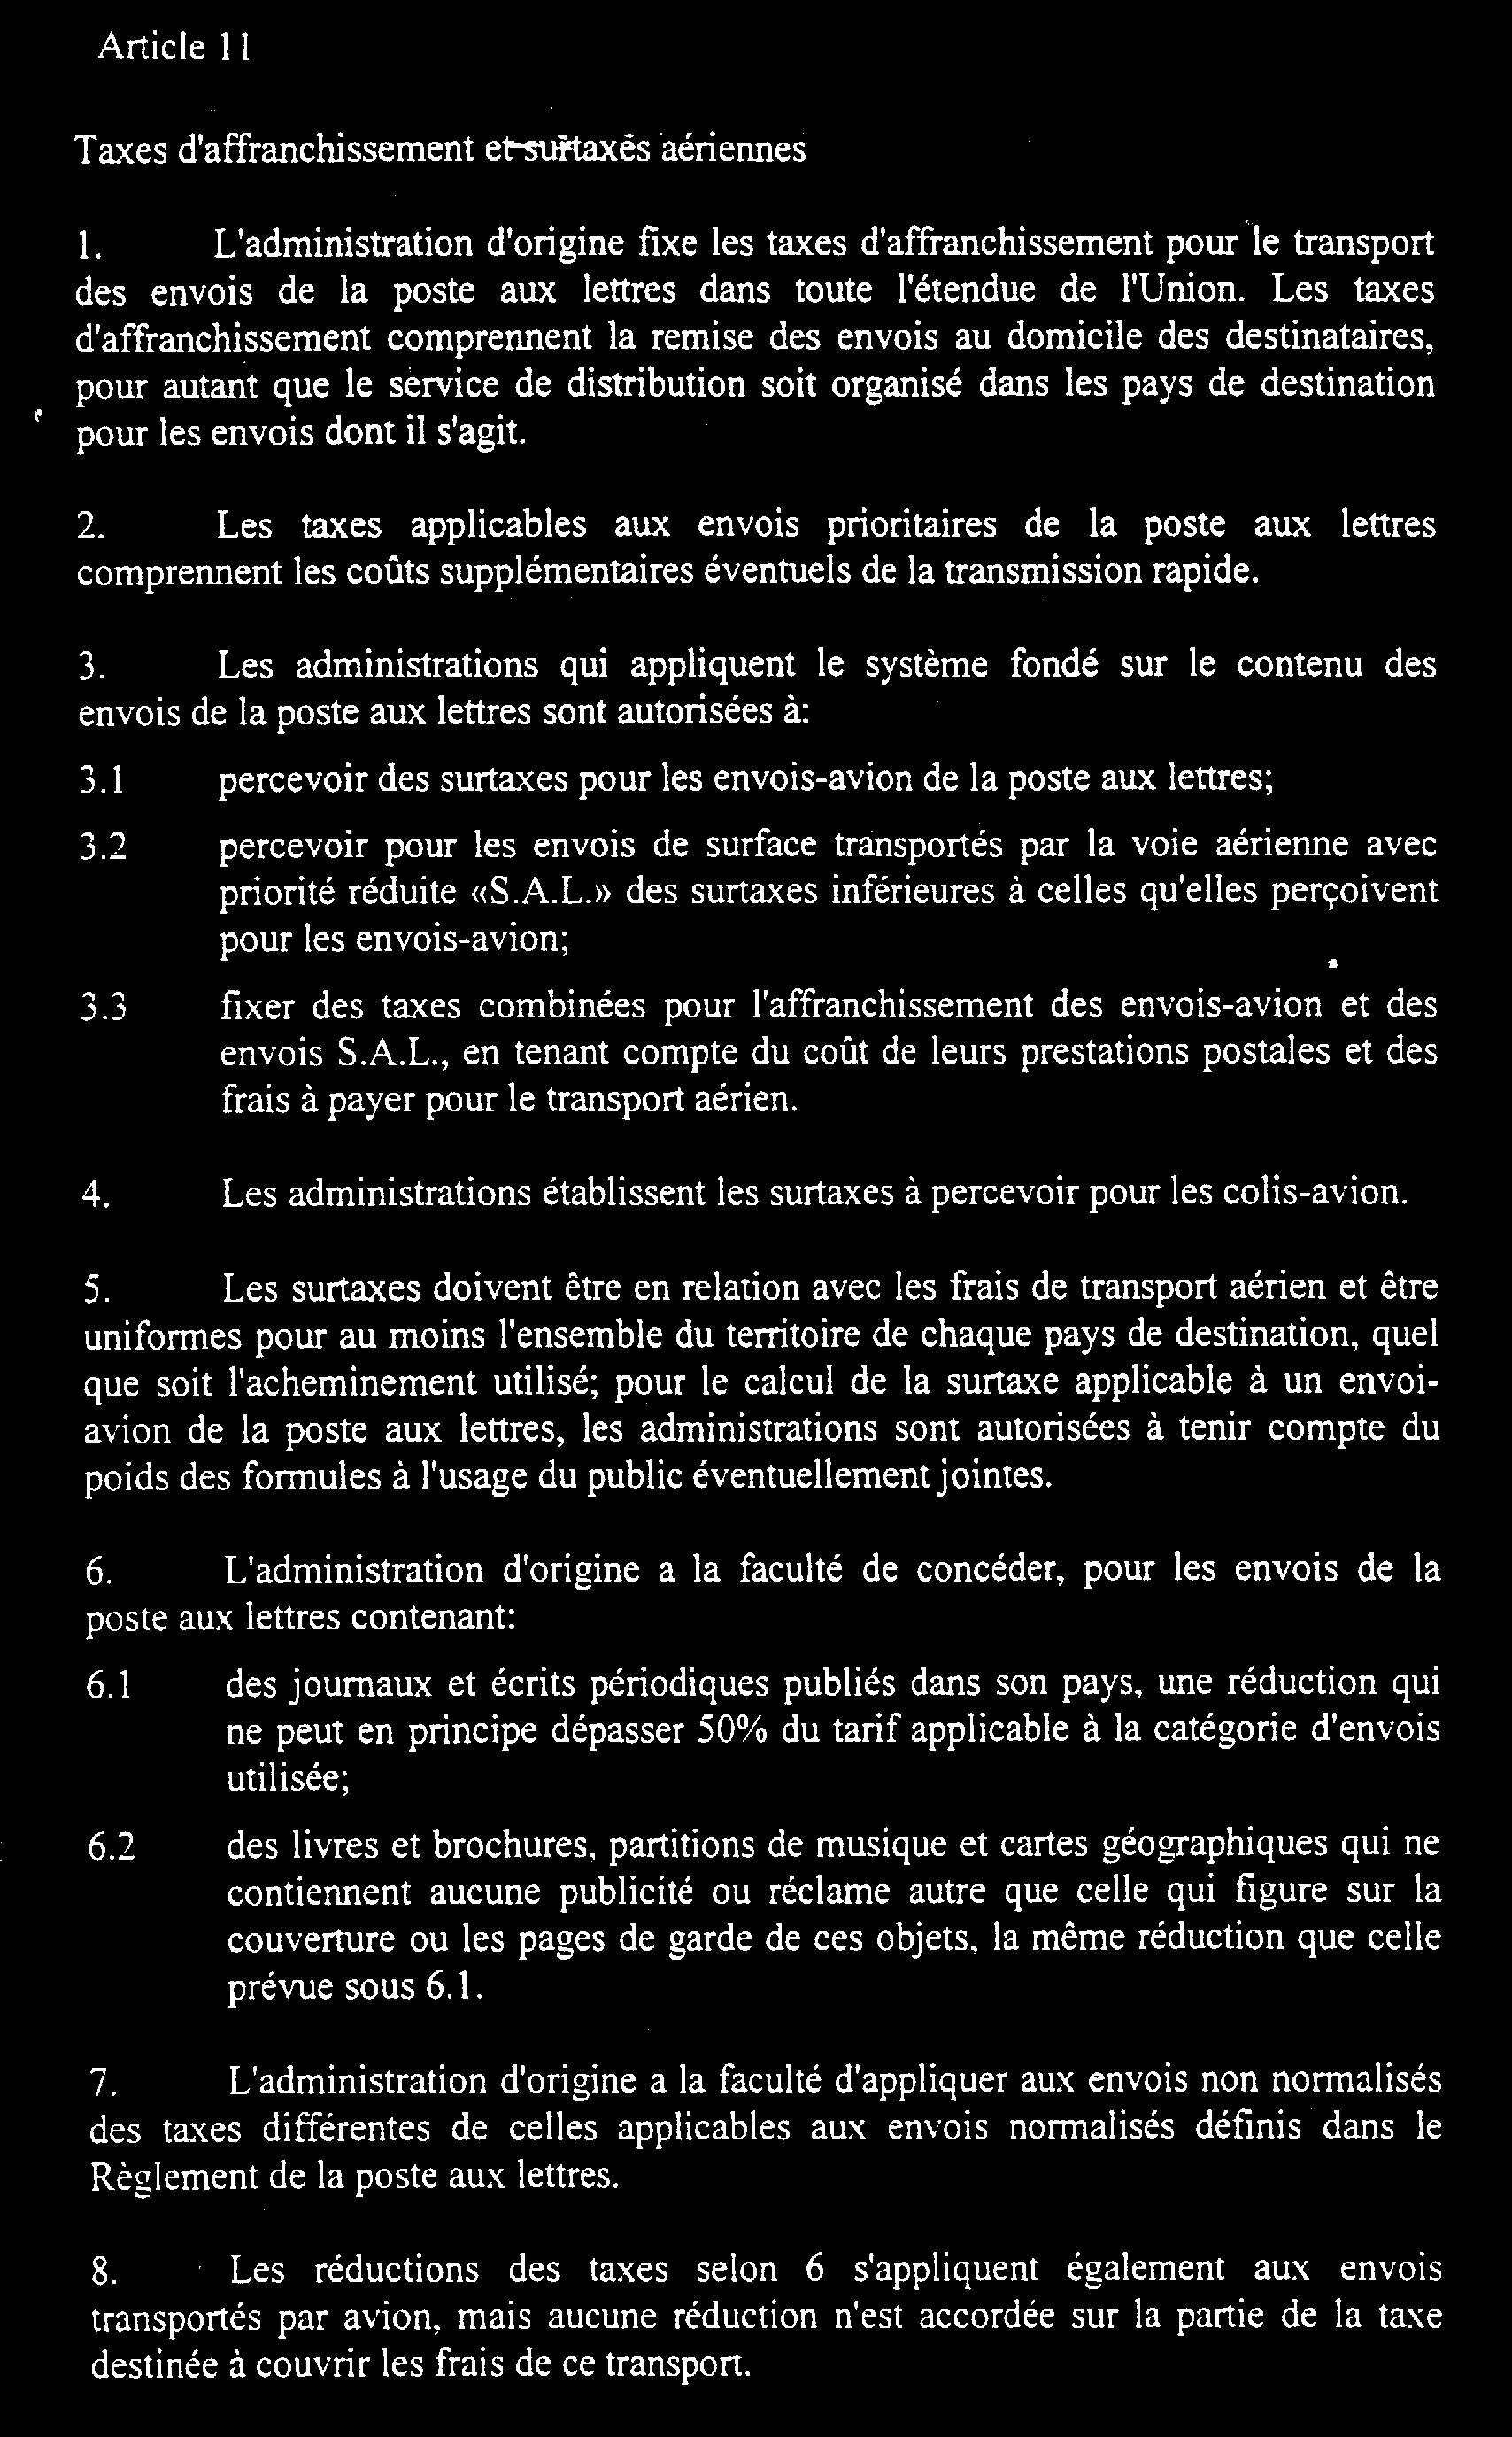 Article 11
Taxes d'affranchissement et surtaxes aériennes
1. L'administration d'origine fixe les taxes d'affranchissement pour le transport
des envois de la poste aux lettres dans toute l'étendue de l'Union. Les taxes
d'affranchissement comprennent la remise des envois au domicile des destinataires,
pour autant que le service de distribution soit organisé dans les pays de destination
pour les envois dont il s'agit.
2. Les taxes applicables aux envois prioritaires de la poste aux lettres
comprennent les coûts supplémentaires éventuels de la transmission rapide.
3. Les administrations qui appliquent le système fondé sur le contenu des
envois de la poste aux lettres sont autorisées à:
3.1 percevoir des surtaxes pour les envois-avion de la poste aux lettres;
3.2 percevoir pour les envois de surface transportés par la voie aérienne avec
priorité réduite «S.A.L.» des surtaxes inférieures à celles qu'elles perçoivent
pour les envois-avion;
3.3 fixer des taxes combinées pour l'affranchissement des envois-avion et des
envois S.A.L., en tenant compte du coût de leurs prestations postales et des
frais à payer pour le transport aérien.
4. Les administrations établissent les surtaxes à percevoir pour les colis-avion.
5. Les surtaxes doivent être en relation avec les frais de transport aérien et être
uniformes pour au moins l'ensemble du territoire de chaque pays de destination, quel
que soit l'acheminement utilisé; pour le calcul de la surtaxe applicable à un envoi-
avion de la poste aux lettres, les administrations sont autorisées à tenir compte du
poids des formules à l'usage du public éventuellement jointes.
6. L'administration d'origine a la faculté de concéder, pour les envois de la
poste aux lettres contenant:
6.1 des journaux et écrits périodiques publiés dans son pays, une réduction qui
ne peut en principe dépasser 50% du tarif applicable à la catégorie d'envois
utilisée;
6.2 des livres et brochures, partitions de musique et cartes géographiques qui ne
contiennent aucune publicité ou réclame autre que celle qui figure sur la
couverture ou les pages de garde de ces objets, la même réduction que celle
prévue sous 6.1.
7. L'administration d'origine a la faculté d'appliquer aux envois non normalisés
des taxes différentes de celles applicables aux envois normalisés définis dans le
Règlement de la poste aux lettres.
8. Les réductions des taxes selon 6 s'appliquent également aux envois
transportés par avion, mais aucune réduction n'est accordée sur la partie de la taxe
destinée à couvrir les frais de ce transport.